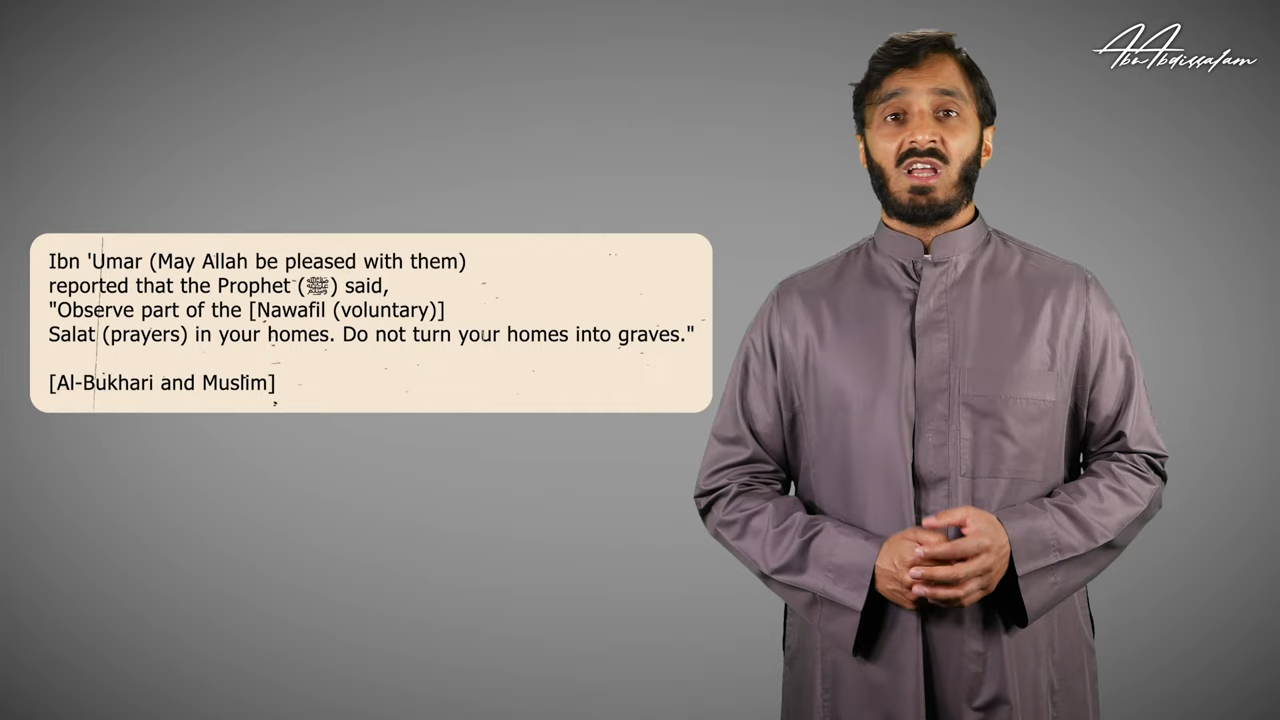 Ibn 'Umar (May Allah be pleased with them)
reported that the Prophet (ﷺ) said,
"Observe part of the [Nawafil (voluntary)]
Salat (prayers) in your homes. Do not turn your homes into graves."
[Al-Bukhari and Muslim]
IbnAbdissalam